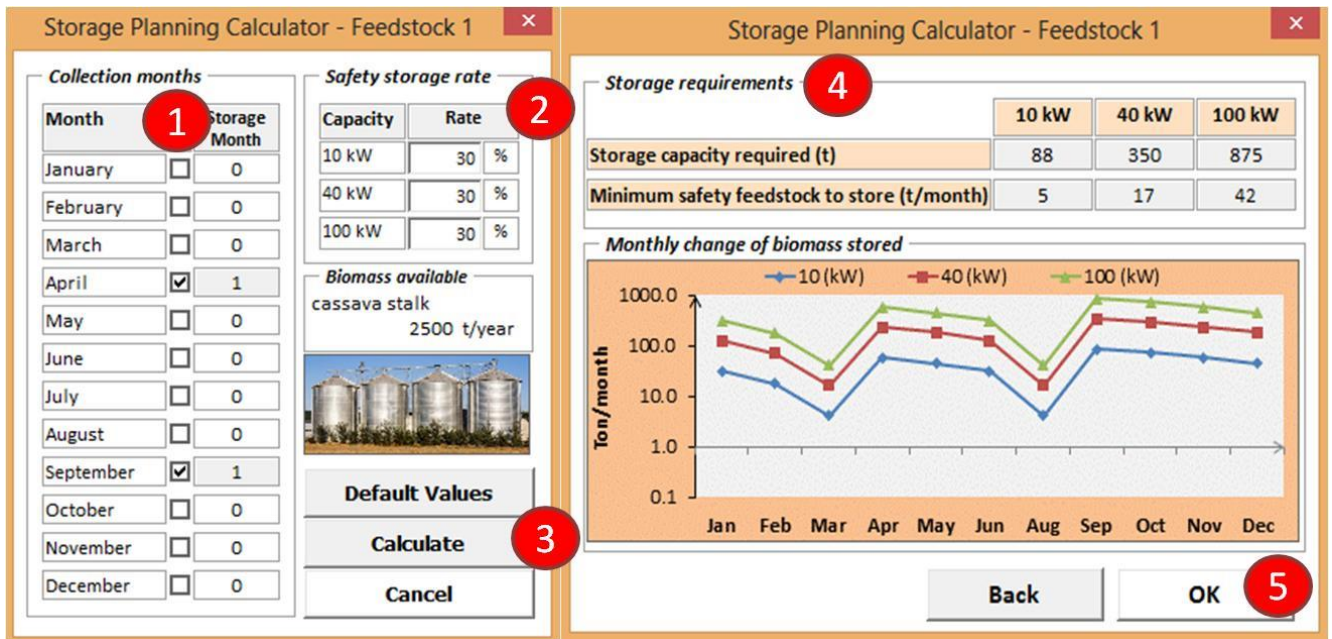 Storage Planning Calculator - Feedstock 1
×
Collection months
Month
1
Storage Month
January 0
February 0
March 0
April 1
May 0
June 0
July 0
August 0
September 1
October 0
November 0
December 0
Safety storage rate
2
Capacity Rate
10 kW 30 %
40 kW 30 %
100 kW 30 %
Biomass available
cassava stalk
2500 t/year
Default Values
Calculate
3
Cancel
Storage Planning Calculator - Feedstock 1
×
Storage requirements
4
10 kW 40 kW 100 kW
Storage capacity required (t) 88 350 875
Minimum safety feedstock to store (t/month) 5 17 42
Monthly change of biomass stored
10 (kW) 40 (kW) 100 (kW)
Ton/month
1000.0
100.0
10.0
1.0
0.1
Jan Feb Mar Apr May Jun Aug Sep Oct Nov Dec
Back
OK
5